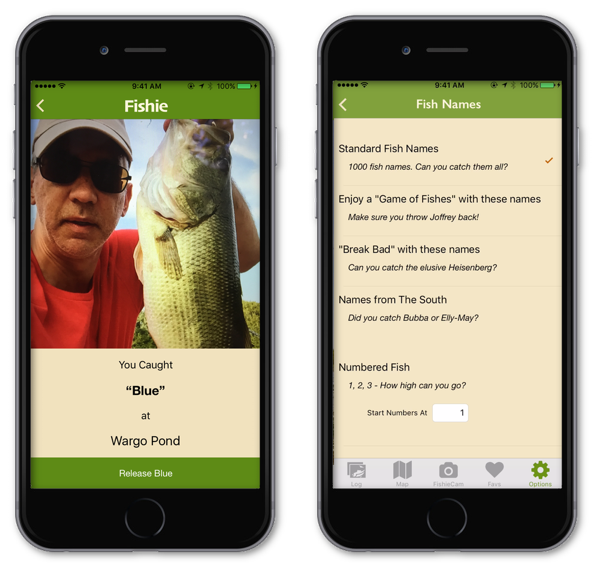 9:41 AM 100%
Fishie
You Caught
“Blue”
at
Wargo Pond
Release Blue
9:41 AM 100%
Fish Names
Standard Fish Names
1000 fish names. Can you catch them all?
Enjoy a "Game of Fishes" with these names
Make sure you throw Joffrey back!
"Break Bad" with these names
Can you catch the elusive Heisenberg?
Names from The South
Did you catch Bubba or Elly-May?
Numbered Fish
1, 2, 3 - How high can you go?
Start Numbers At 1
Log Map FishieCam Favs Options